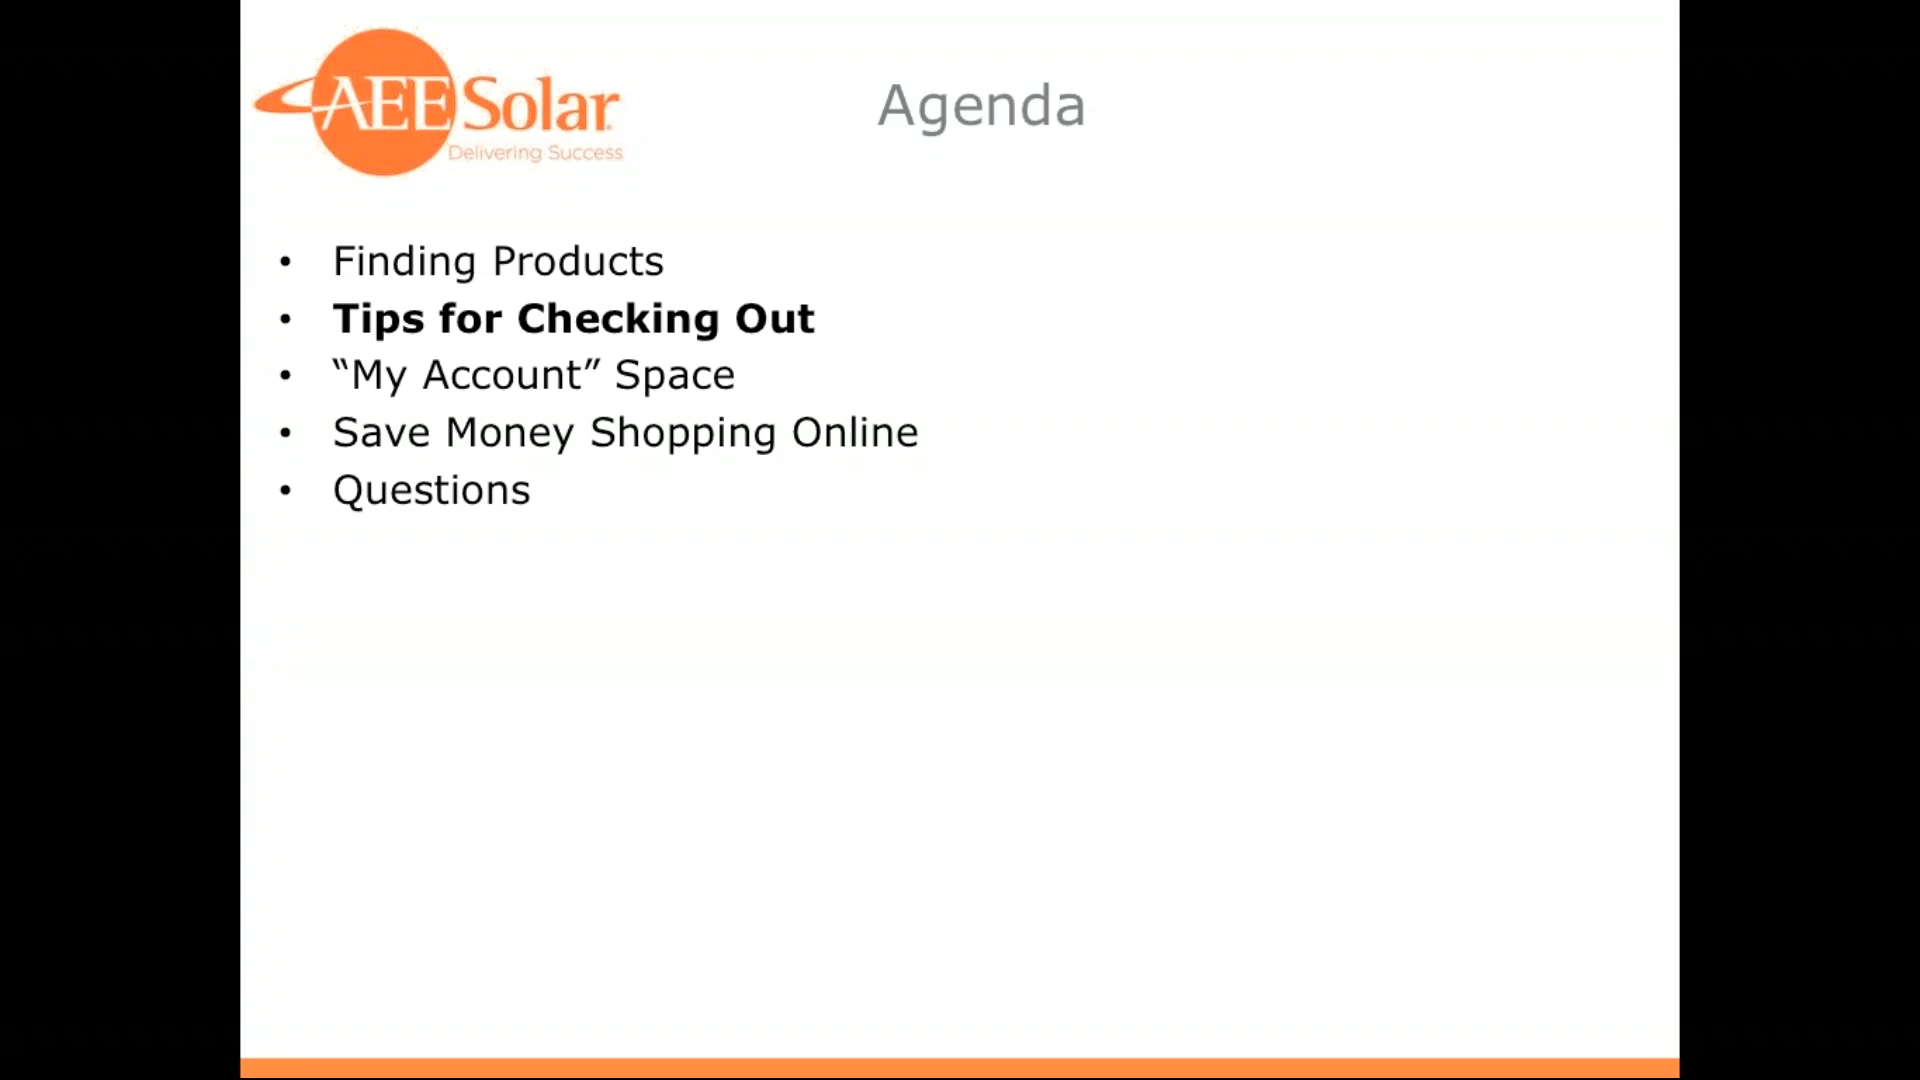 AEE Solar
Delivering Success
Agenda
• Finding Products
• Tips for Checking Out
• “My Account” Space
• Save Money Shopping Online
• Questions